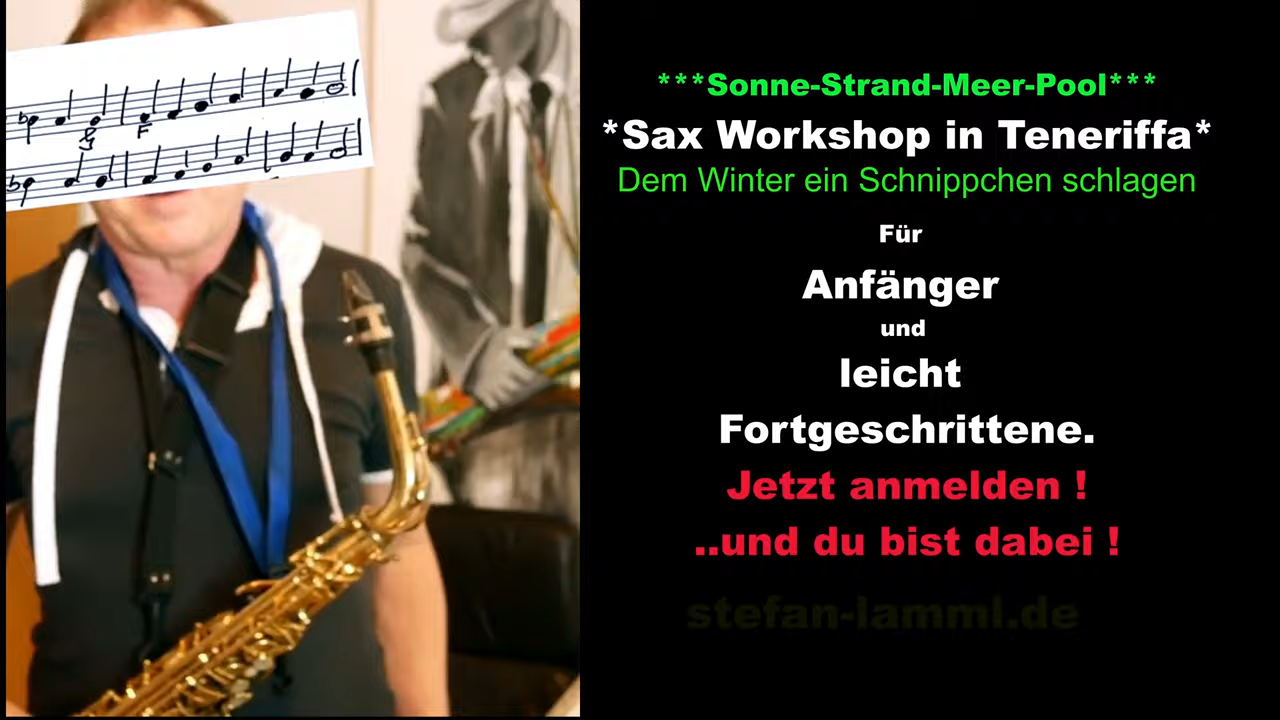 ***Sonne-Strand-Meer-Pool***
*Sax Workshop in Teneriffa*
Dem Winter ein Schnippchen schlagen
Für
Anfänger
und
leicht
Fortgeschrittene.
Jetzt anmelden !
..und du bist dabei !
stefan-lamml.de
F